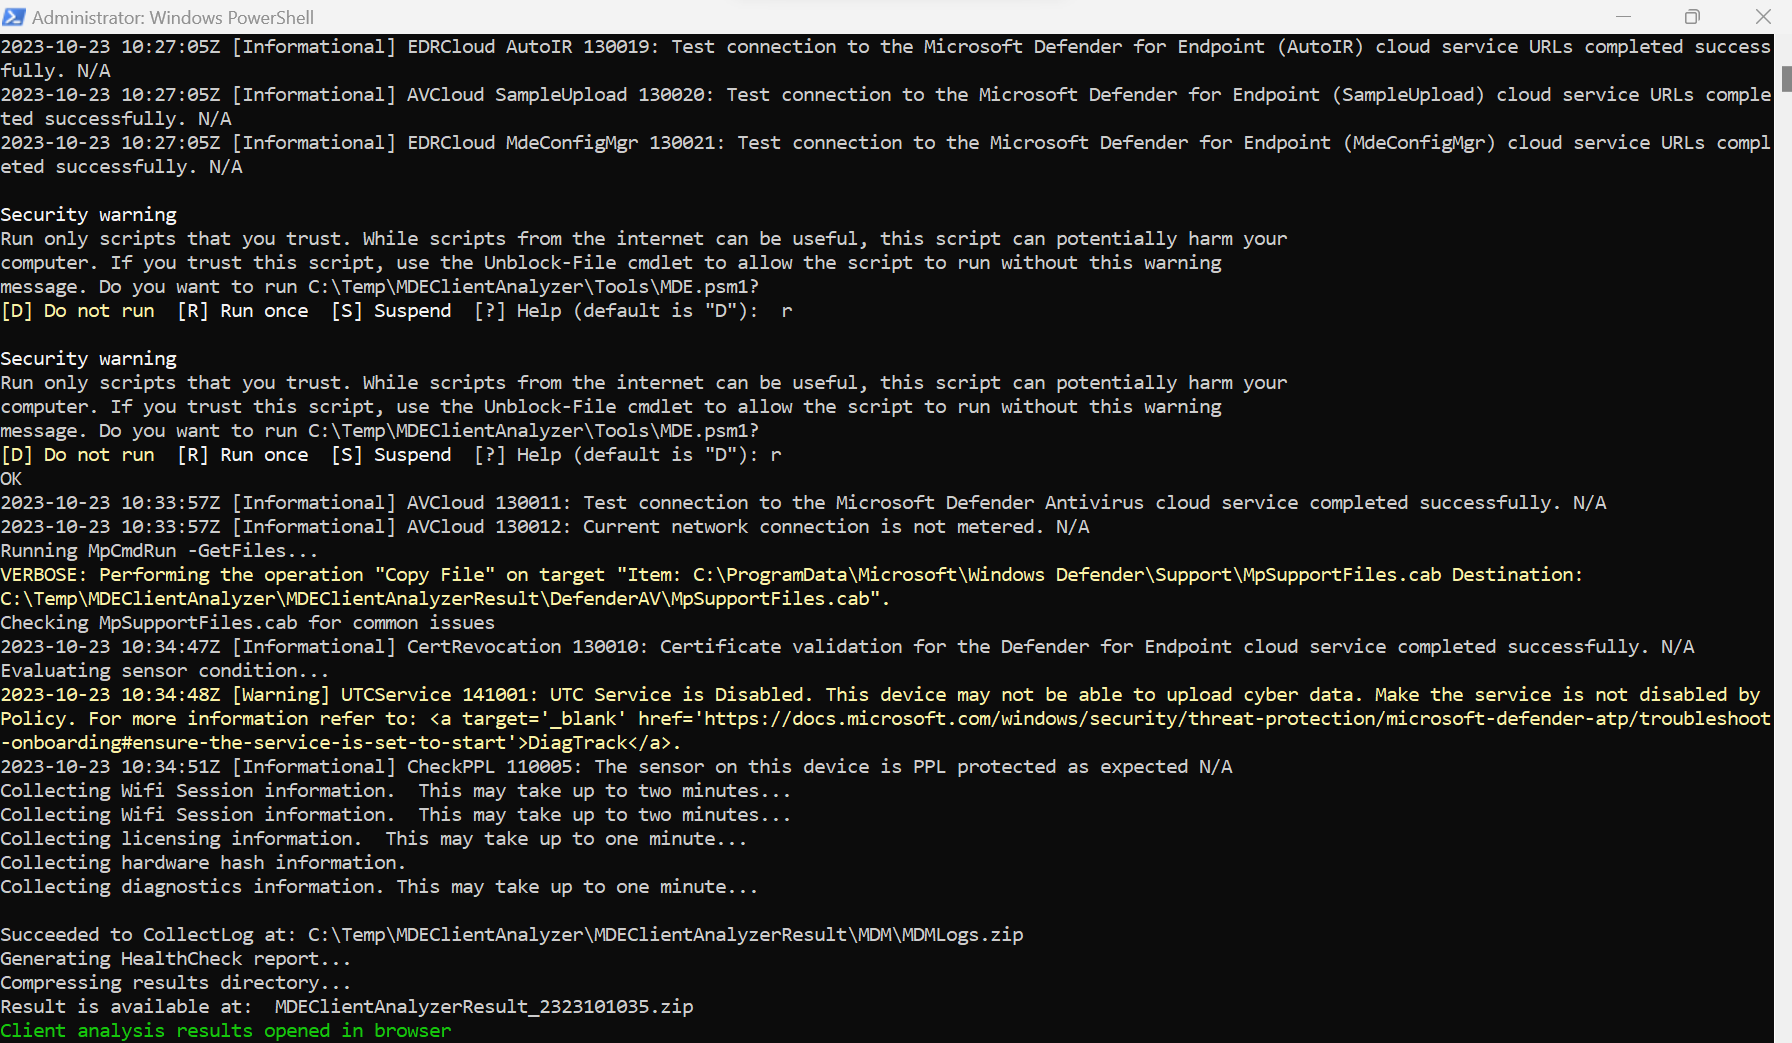 Administrator: Windows PowerShell
2023-10-23 10:27:05Z [Informational] EDRCloud AutoIR 130019: Test connection to the Microsoft Defender for Endpoint (AutoIR) cloud service URLs completed success
fully. N/A
2023-10-23 10:27:05Z [Informational] AVCloud SampleUpload 130020: Test connection to the Microsoft Defender for Endpoint (SampleUpload) cloud service URLs comple
ted successfully. N/A
2023-10-23 10:27:05Z [Informational] EDRCloud MdeConfigMgr 130021: Test connection to the Microsoft Defender for Endpoint (MdeConfigMgr) cloud service URLs compl
eted successfully. N/A
Security warning
Run only scripts that you trust. While scripts from the internet can be useful, this script can potentially harm your
computer. If you trust this script, use the Unblock-File cmdlet to allow the script to run without this warning
message. Do you want to run C:\Temp\MDEClientAnalyzer\Tools\MDE.psm1?
[D] Do not run  [R] Run once  [S] Suspend  [?] Help (default is "D"):  r
Security warning
Run only scripts that you trust. While scripts from the internet can be useful, this script can potentially harm your
computer. If you trust this script, use the Unblock-File cmdlet to allow the script to run without this warning
message. Do you want to run C:\Temp\MDEClientAnalyzer\Tools\MDE.psm1?
[D] Do not run  [R] Run once  [S] Suspend  [?] Help (default is "D"): r
OK
2023-10-23 10:33:57Z [Informational] AVCloud 130011: Test connection to the Microsoft Defender Antivirus cloud service completed successfully. N/A
2023-10-23 10:33:57Z [Informational] AVCloud 130012: Current network connection is not metered. N/A
Running MpCmdRun -GetFiles...
VERBOSE: Performing the operation "Copy File" on target "Item: C:\ProgramData\Microsoft\Windows Defender\Support\MpSupportFiles.cab Destination:
C:\Temp\MDEClientAnalyzer\MDEClientAnalyzerResult\DefenderAV\MpSupportFiles.cab".
Checking MpSupportFiles.cab for common issues
2023-10-23 10:34:47Z [Informational] CertRevocation 130010: Certificate validation for the Defender for Endpoint cloud service completed successfully. N/A
Evaluating sensor condition...
2023-10-23 10:34:48Z [Warning] UTCService 141001: UTC Service is Disabled. This device may not be able to upload cyber data. Make the service is not disabled by
Policy. For more information refer to: <a target='_blank' href='https://docs.microsoft.com/windows/security/threat-protection/microsoft-defender-atp/troubleshoot
-onboarding#ensure-the-service-is-set-to-start'>DiagTrack</a>.
2023-10-23 10:34:51Z [Informational] CheckPPL 110005: The sensor on this device is PPL protected as expected N/A
Collecting Wifi Session information.  This may take up to two minutes...
Collecting Wifi Session information.  This may take up to two minutes...
Collecting licensing information.  This may take up to one minute...
Collecting hardware hash information.
Collecting diagnostics information. This may take up to one minute...
Succeeded to CollectLog at: C:\Temp\MDEClientAnalyzer\MDEClientAnalyzerResult\MDM\MDMLogs.zip
Generating HealthCheck report...
Compressing results directory...
Result is available at:  MDEClientAnalyzerResult_2323101035.zip
Client analysis results opened in browser